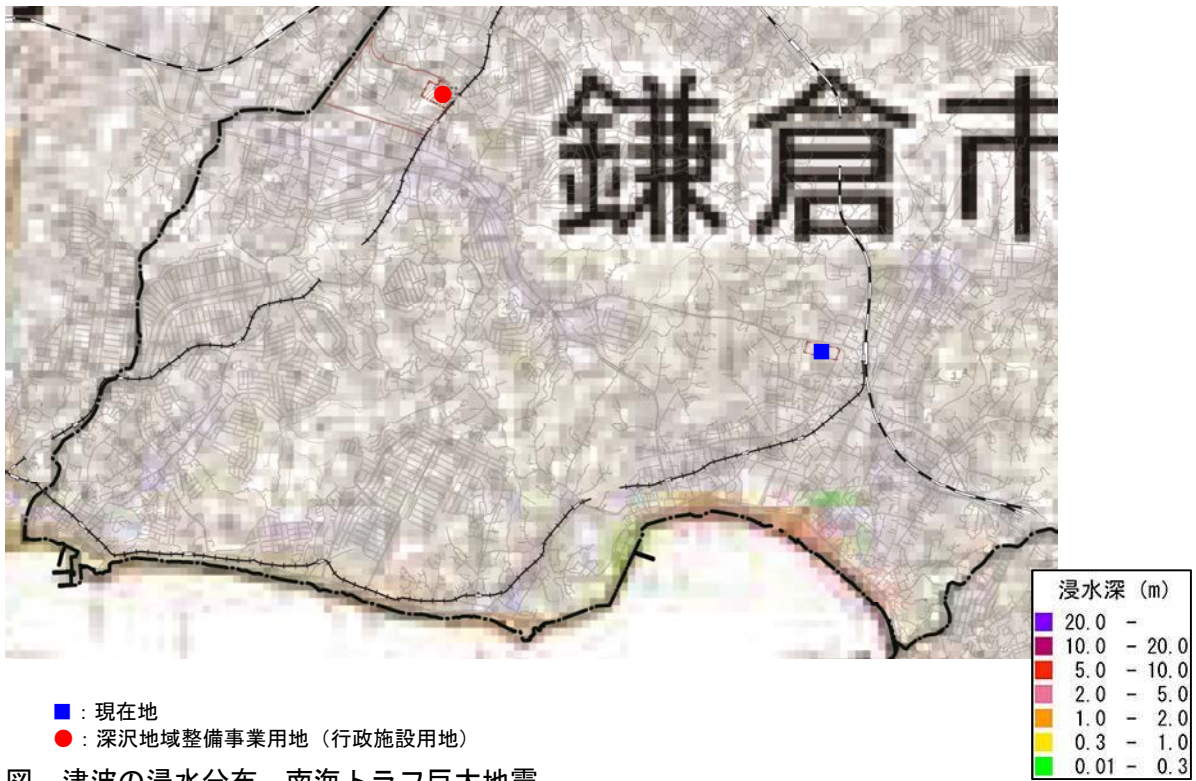 鎌倉市
浸水深 (m)
20.0 -
10.0 - 20.0
5.0 - 10.0
2.0 - 5.0
1.0 - 2.0
0.3 - 1.0
0.01 - 0.3
■：現在地
●：深沢地域整備事業用地（行政施設用地）
図 津波の浸水分布 南海トラフ巨大地震